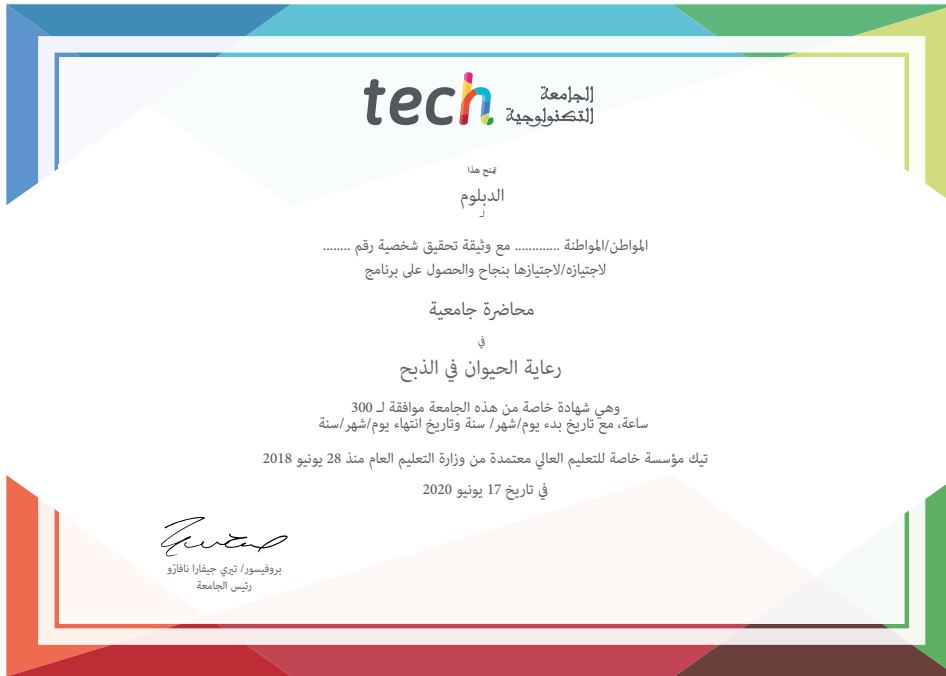 tech الجامعة
التكنولوجية
تمنح هذا
الدبلوم
لـ
المواطن/المواطنة ............. مع وثيقة تحقيق شخصية رقم ........
لاجتيازه/لاجتيازها بنجاح والحصول على برنامج
محاضرة جامعية
في
رعاية الحيوان في الذبح
وهي شهادة خاصة من هذه الجامعة موافقة لـ 300
ساعة، مع تاريخ بدء يوم/شهر/ سنة وتاريخ انتهاء يوم/شهر/سنة
تيك مؤسسة خاصة للتعليم العالي معتمدة من وزارة التعليم العام منذ 28 يونيو 2018
في تاريخ 17 يونيو 2020
بروفيسور/ تيري جيفارا نافارّو
رئيس الجامعة